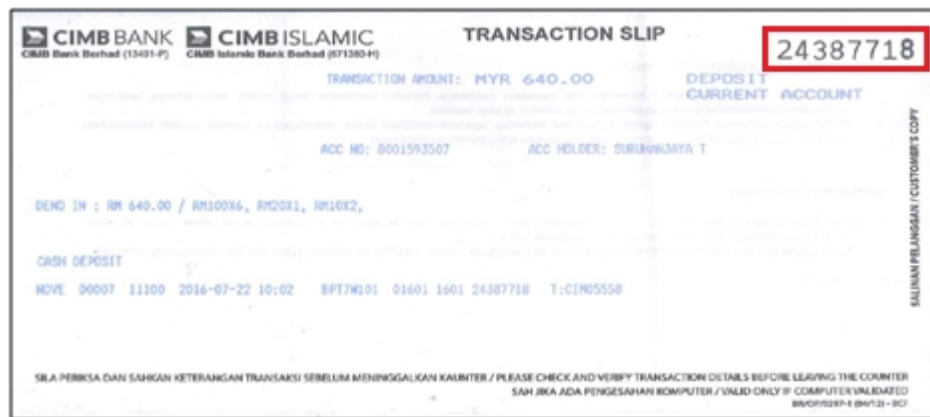 CIMB BANK CIMB ISLAMIC TRANSACTION SLIP
CIMB Bank Berhad (13491-P) CIMB Islamic Bank Berhad (671380-H)
24387718
TRANSACTION AMOUNT: MYR 640.00 DEPOSIT
CURRENT ACCOUNT
ACC NO: 8001593507 ACC HOLDER: SURUHANJAYA T
DENO IN : RM 640.00 / RM100X6, RM20X1, RM10X2,
CASH DEPOSIT
NDVE 00007 11100 2016-07-22 10:02 BPT7W101 01601 1601 24387718 T:CIM05558
SILA PERIKSA DAN SAHKAN KETERANGAN TRANSAKSI SEBELUM MENINGGALKAN KAUNTER / PLEASE CHECK AND VERIFY TRANSACTION DETAILS BEFORE LEAVING THE COUNTER
SAH JIKA ADA PENGESAHAN KOMPUTER / VALID ONLY IF COMPUTER VALIDATED
SALINAN PELANGGAN / CUSTOMER'S COPY